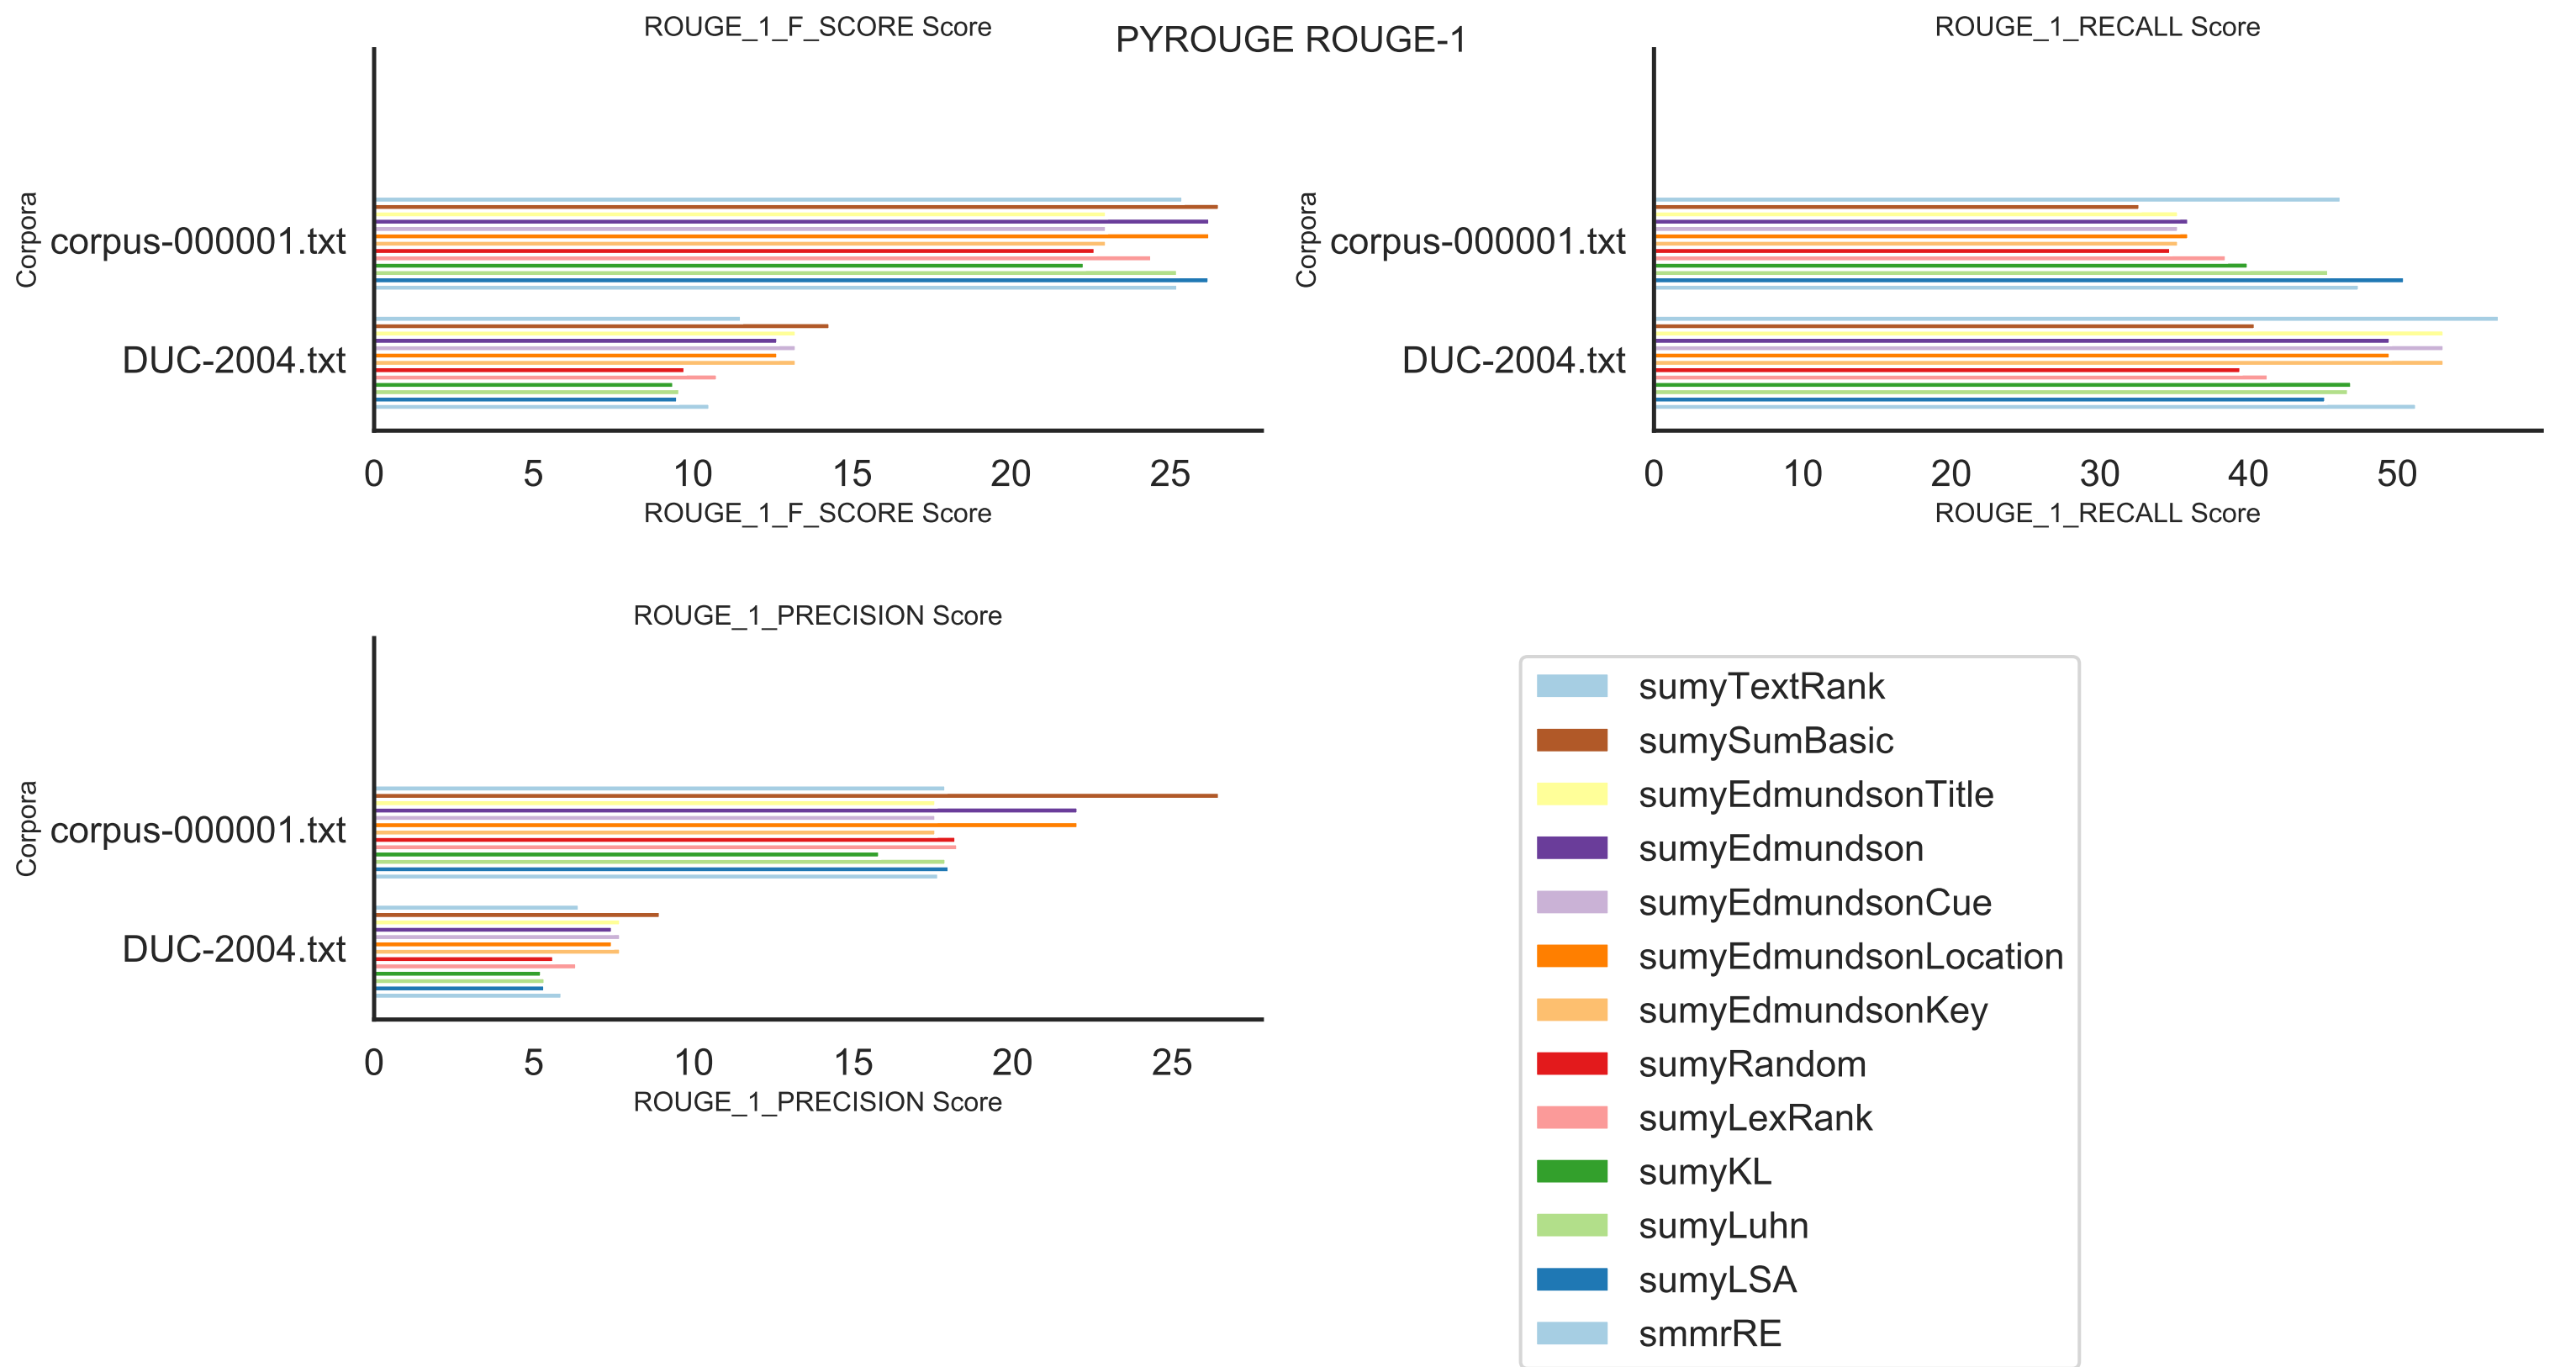 PYROUGE ROUGE-1
ROUGE_1_F_SCORE Score
Corpora
corpus-000001.txt
DUC-2004.txt
0 5 10 15 20 25
ROUGE_1_F_SCORE Score
ROUGE_1_RECALL Score
Corpora
corpus-000001.txt
DUC-2004.txt
0 10 20 30 40 50
ROUGE_1_RECALL Score
ROUGE_1_PRECISION Score
Corpora
corpus-000001.txt
DUC-2004.txt
0 5 10 15 20 25
ROUGE_1_PRECISION Score
sumyTextRank
sumySumBasic
sumyEdmundsonTitle
sumyEdmundson
sumyEdmundsonCue
sumyEdmundsonLocation
sumyEdmundsonKey
sumyRandom
sumyLexRank
sumyKL
sumyLuhn
sumyLSA
smmrRE